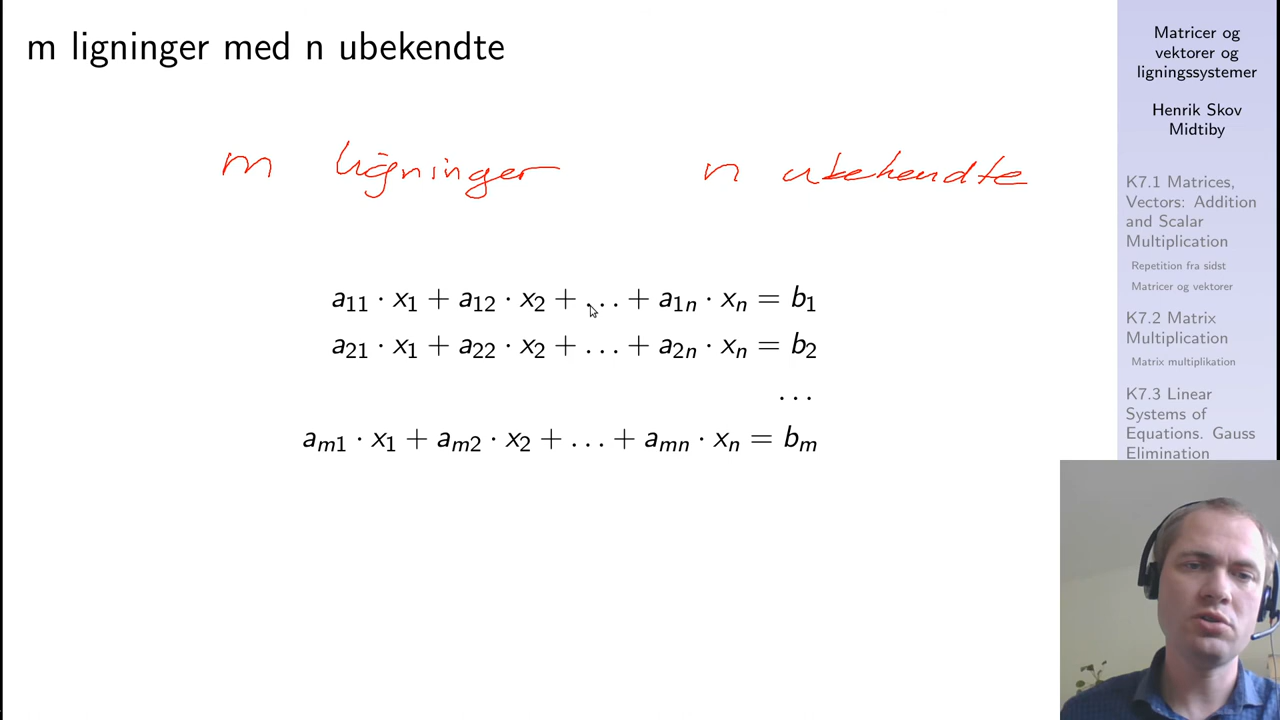 m ligninger med n ubekendte
m ligninger n ubekendte
a₁₁ · x₁ + a₁₂ · x₂ + . . . + a₁ₙ · xₙ = b₁
a₂₁ · x₁ + a₂₂ · x₂ + . . . + a₂ₙ · xₙ = b₂
. . .
aₘ₁ · x₁ + aₘ₂ · x₂ + . . . + aₘₙ · xₙ = bₘ
Matricer og
vektorer og
ligningssystemer
Henrik Skov
Midtiby
K7.1 Matrices,
Vectors: Addition
and Scalar
Multiplication
Repetition fra sidst
Matricer og vektorer
K7.2 Matrix
Multiplication
Matrix multiplikation
K7.3 Linear
Systems of
Equations. Gauss
Elimination